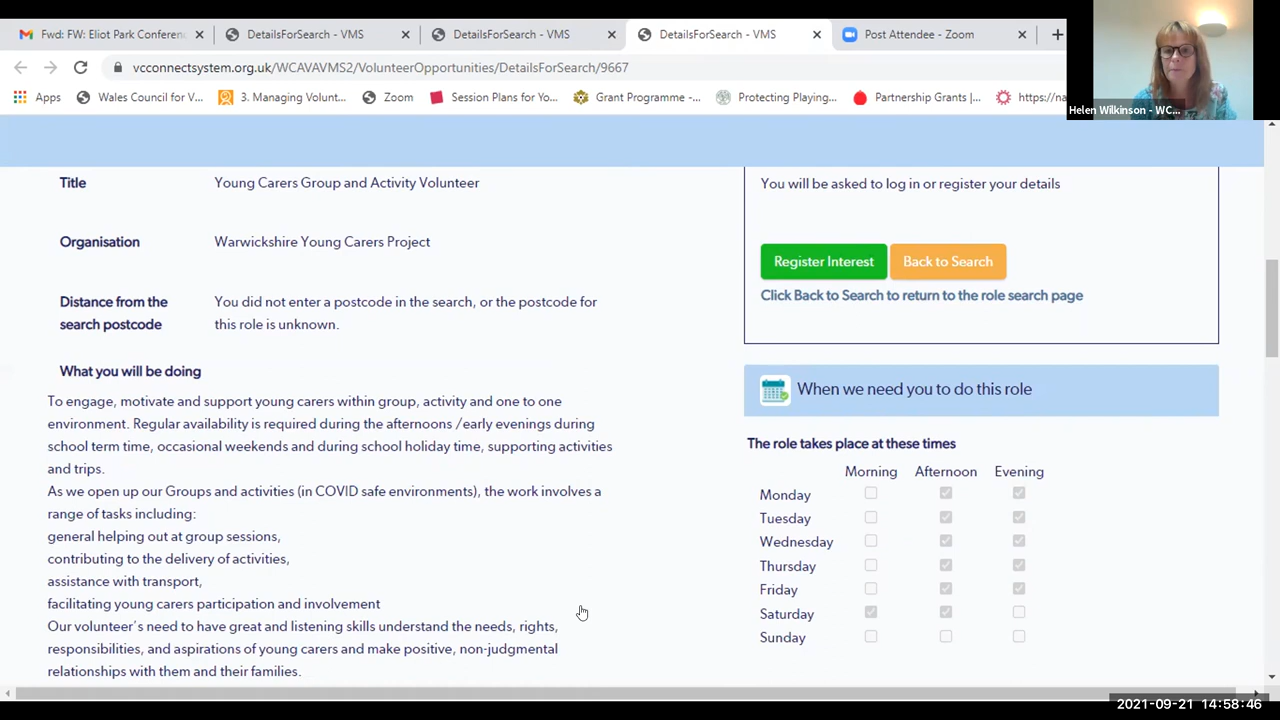 Fwd: FW: Eliot Park Conferenc
DetailsForSearch - VMS
DetailsForSearch - VMS
DetailsForSearch - VMS
Post Attendee - Zoom
vcconnectsystem.org.uk/WCAVAVMS2/VolunteerOpportunities/DetailsForSearch/9667
Apps
Wales Council for V...
3. Managing Volunt...
Zoom
Session Plans for Yo...
Grant Programme -...
Protecting Playing...
Partnership Grants |...
https://na
Helen Wilkinson - WC...
Title
Young Carers Group and Activity Volunteer
Organisation
Warwickshire Young Carers Project
Distance from the
search postcode
You did not enter a postcode in the search, or the postcode for
this role is unknown.
What you will be doing
To engage, motivate and support young carers within group, activity and one to one
environment. Regular availability is required during the afternoons /early evenings during
school term time, occasional weekends and during school holiday time, supporting activities
and trips.
As we open up our Groups and activities (in COVID safe environments), the work involves a
range of tasks including:
general helping out at group sessions,
contributing to the delivery of activities,
assistance with transport,
facilitating young carers participation and involvement
Our volunteer's need to have great and listening skills understand the needs, rights,
responsibilities, and aspirations of young carers and make positive, non-judgmental
relationships with them and their families.
You will be asked to log in or register your details
Register Interest
Back to Search
Click Back to Search to return to the role search page
When we need you to do this role
The role takes place at these times
Morning Afternoon Evening
Monday
Tuesday
Wednesday
Thursday
Friday
Saturday
Sunday
2021-09-21 14:58:46